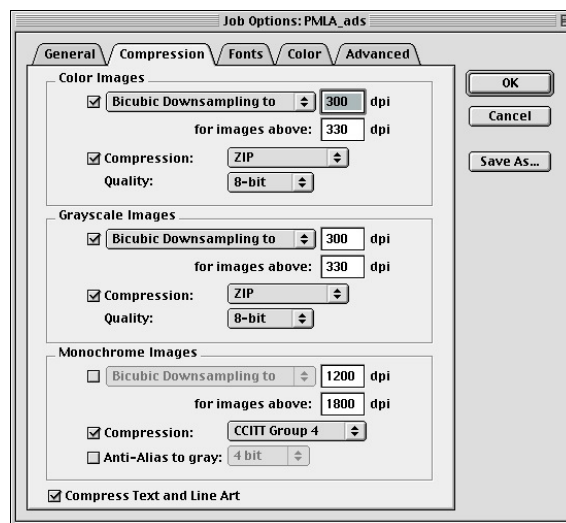 Job Options: PMLA_ads
General Compression Fonts Color Advanced
Color Images
Bicubic Downsampling to 300 dpi
for images above: 330
Compression: ZIP
Quality: 8-bit
Grayscale Images
Bicubic Downsampling to 300 dpi
for images above: 330
Compression: ZIP
Quality: 8-bit
Monochrome Images
Bicubic Downsampling to 1200 dpi
for images above: 1800
Compression: CCITT Group 4
Anti-Alias to gray: 4 bit
Compress Text and Line Art
OK
Cancel
Save As...